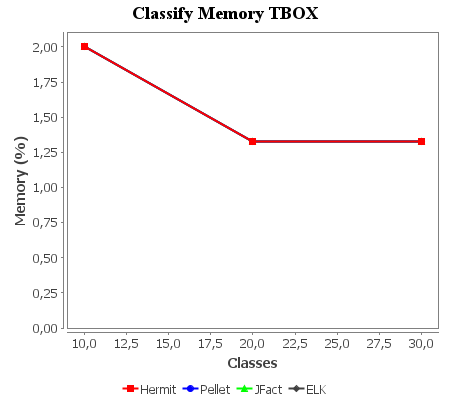 Classify Memory TBOX
2,00
1,75
1,50
1,25
1,00
0,75
0,50
0,25
0,00
Memory (%)
10,0 12,5 15,0 17,5 20,0 22,5 25,0 27,5 30,0
Classes
Hermit Pellet JFact ELK